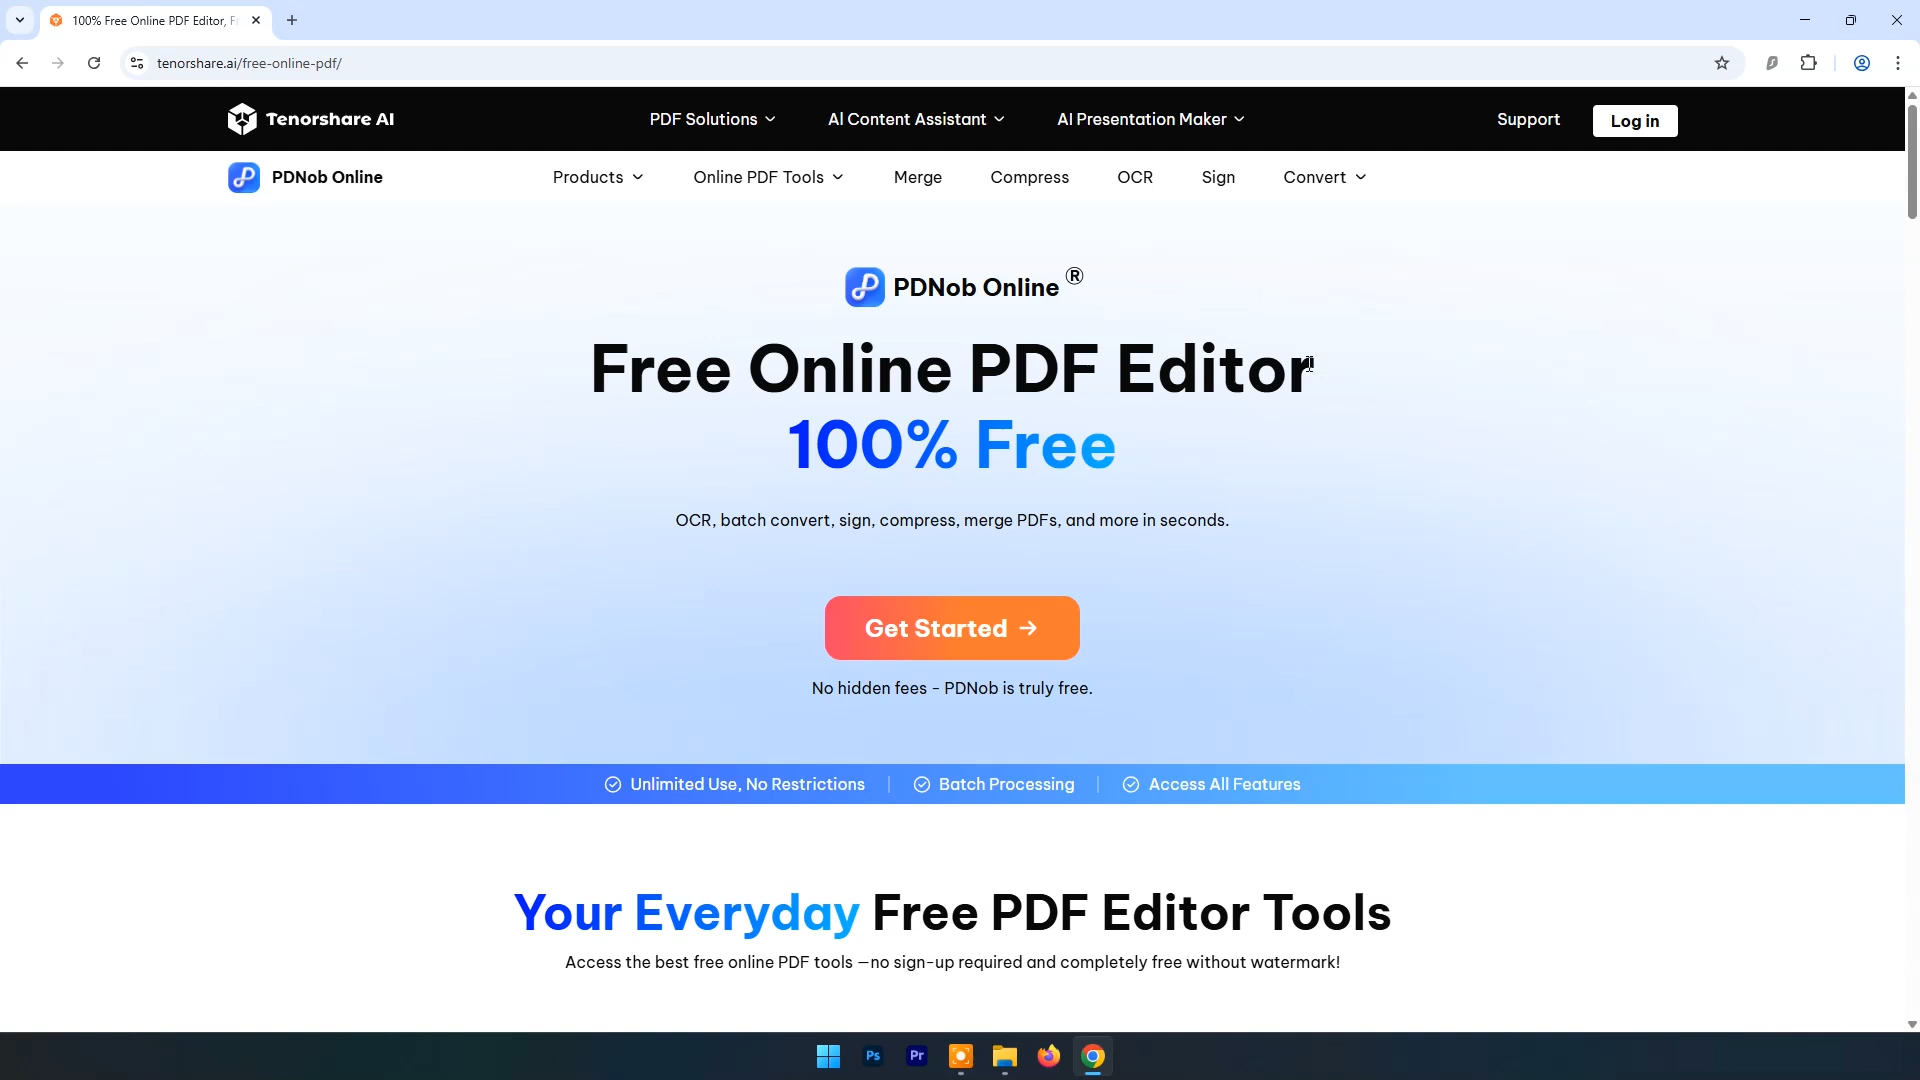 100% Free Online PDF Editor, F
tenorshare.ai/free-online-pdf/
Tenorshare AI
PDF Solutions
AI Content Assistant
AI Presentation Maker
Support
Log in
PDNob Online
Products
Online PDF Tools
Merge
Compress
OCR
Sign
Convert
PDNob Online ®
Free Online PDF Editor
100% Free
OCR, batch convert, sign, compress, merge PDFs, and more in seconds.
Get Started →
No hidden fees - PDNob is truly free.
Unlimited Use, No Restrictions
Batch Processing
Access All Features
Your Everyday Free PDF Editor Tools
Access the best free online PDF tools —no sign-up required and completely free without watermark!
Ps
Pr